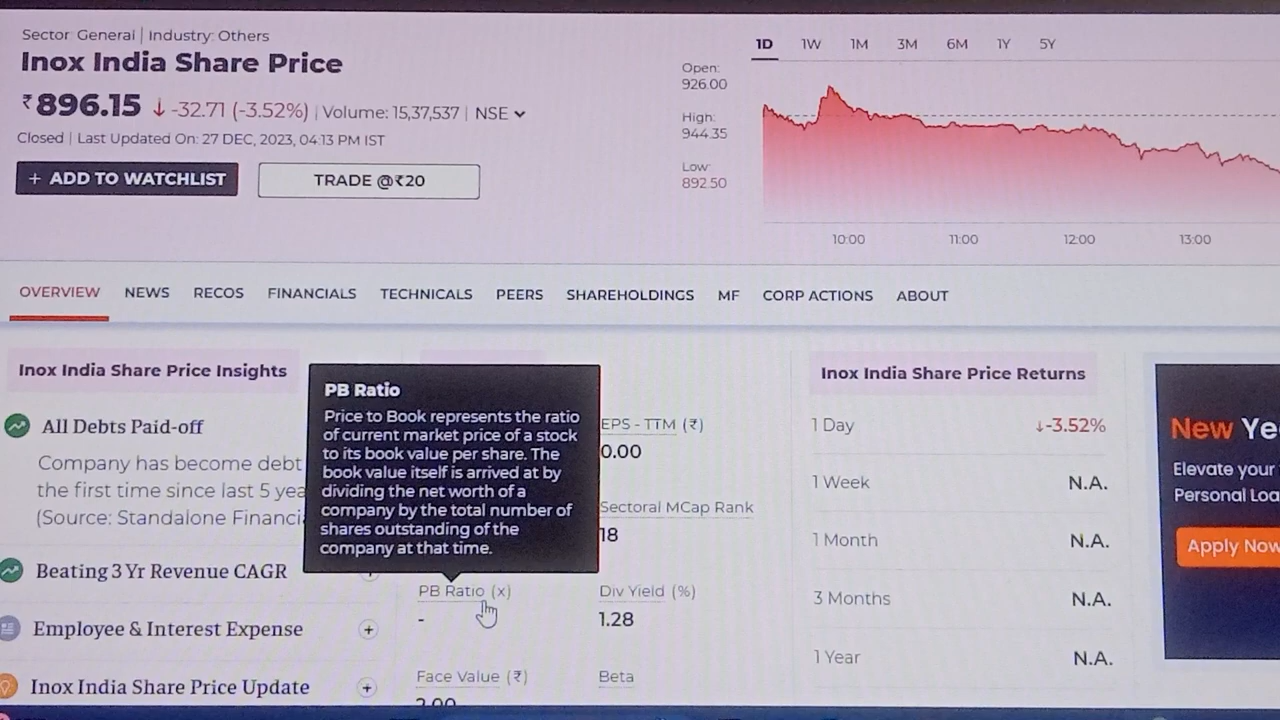 Sector: General | Industry: Others
Inox India Share Price
₹896.15 ↓ -32.71 (-3.52%) | Volume: 15,37,537 | NSE
Closed | Last Updated On: 27 DEC, 2023, 04:13 PM IST
+ ADD TO WATCHLIST
TRADE @₹20
1D 1W 1M 3M 6M 1Y 5Y
Open:
926.00
High:
944.35
Low:
892.50
10:00 11:00 12:00 13:00
OVERVIEW NEWS RECOS FINANCIALS TECHNICALS PEERS SHAREHOLDINGS MF CORP ACTIONS ABOUT
Inox India Share Price Insights
All Debts Paid-off
Company has become debt
the first time since last 5
(Source: Standalone
Beating 3 Yr Revenue CAGR
Employee & Interest Expense +
Inox India Share Price Update +
PB Ratio
Price to Book represents the ratio
of current market price of a stock
to its book value per share. The
book value itself is arrived at by
dividing the net worth of a
company by the total number of
shares outstanding of the
company at that time.
EPS - TTM (₹)
0.00
Sectoral MCap Rank
18
PB Ratio (x)
-
Div Yield (%)
1.28
Face Value (₹)
2.00
Beta
Inox India Share Price Returns
1 Day ↓-3.52%
1 Week N.A.
1 Month N.A.
3 Months N.A.
1 Year N.A.
New
Elevate your
Personal
Apply Now